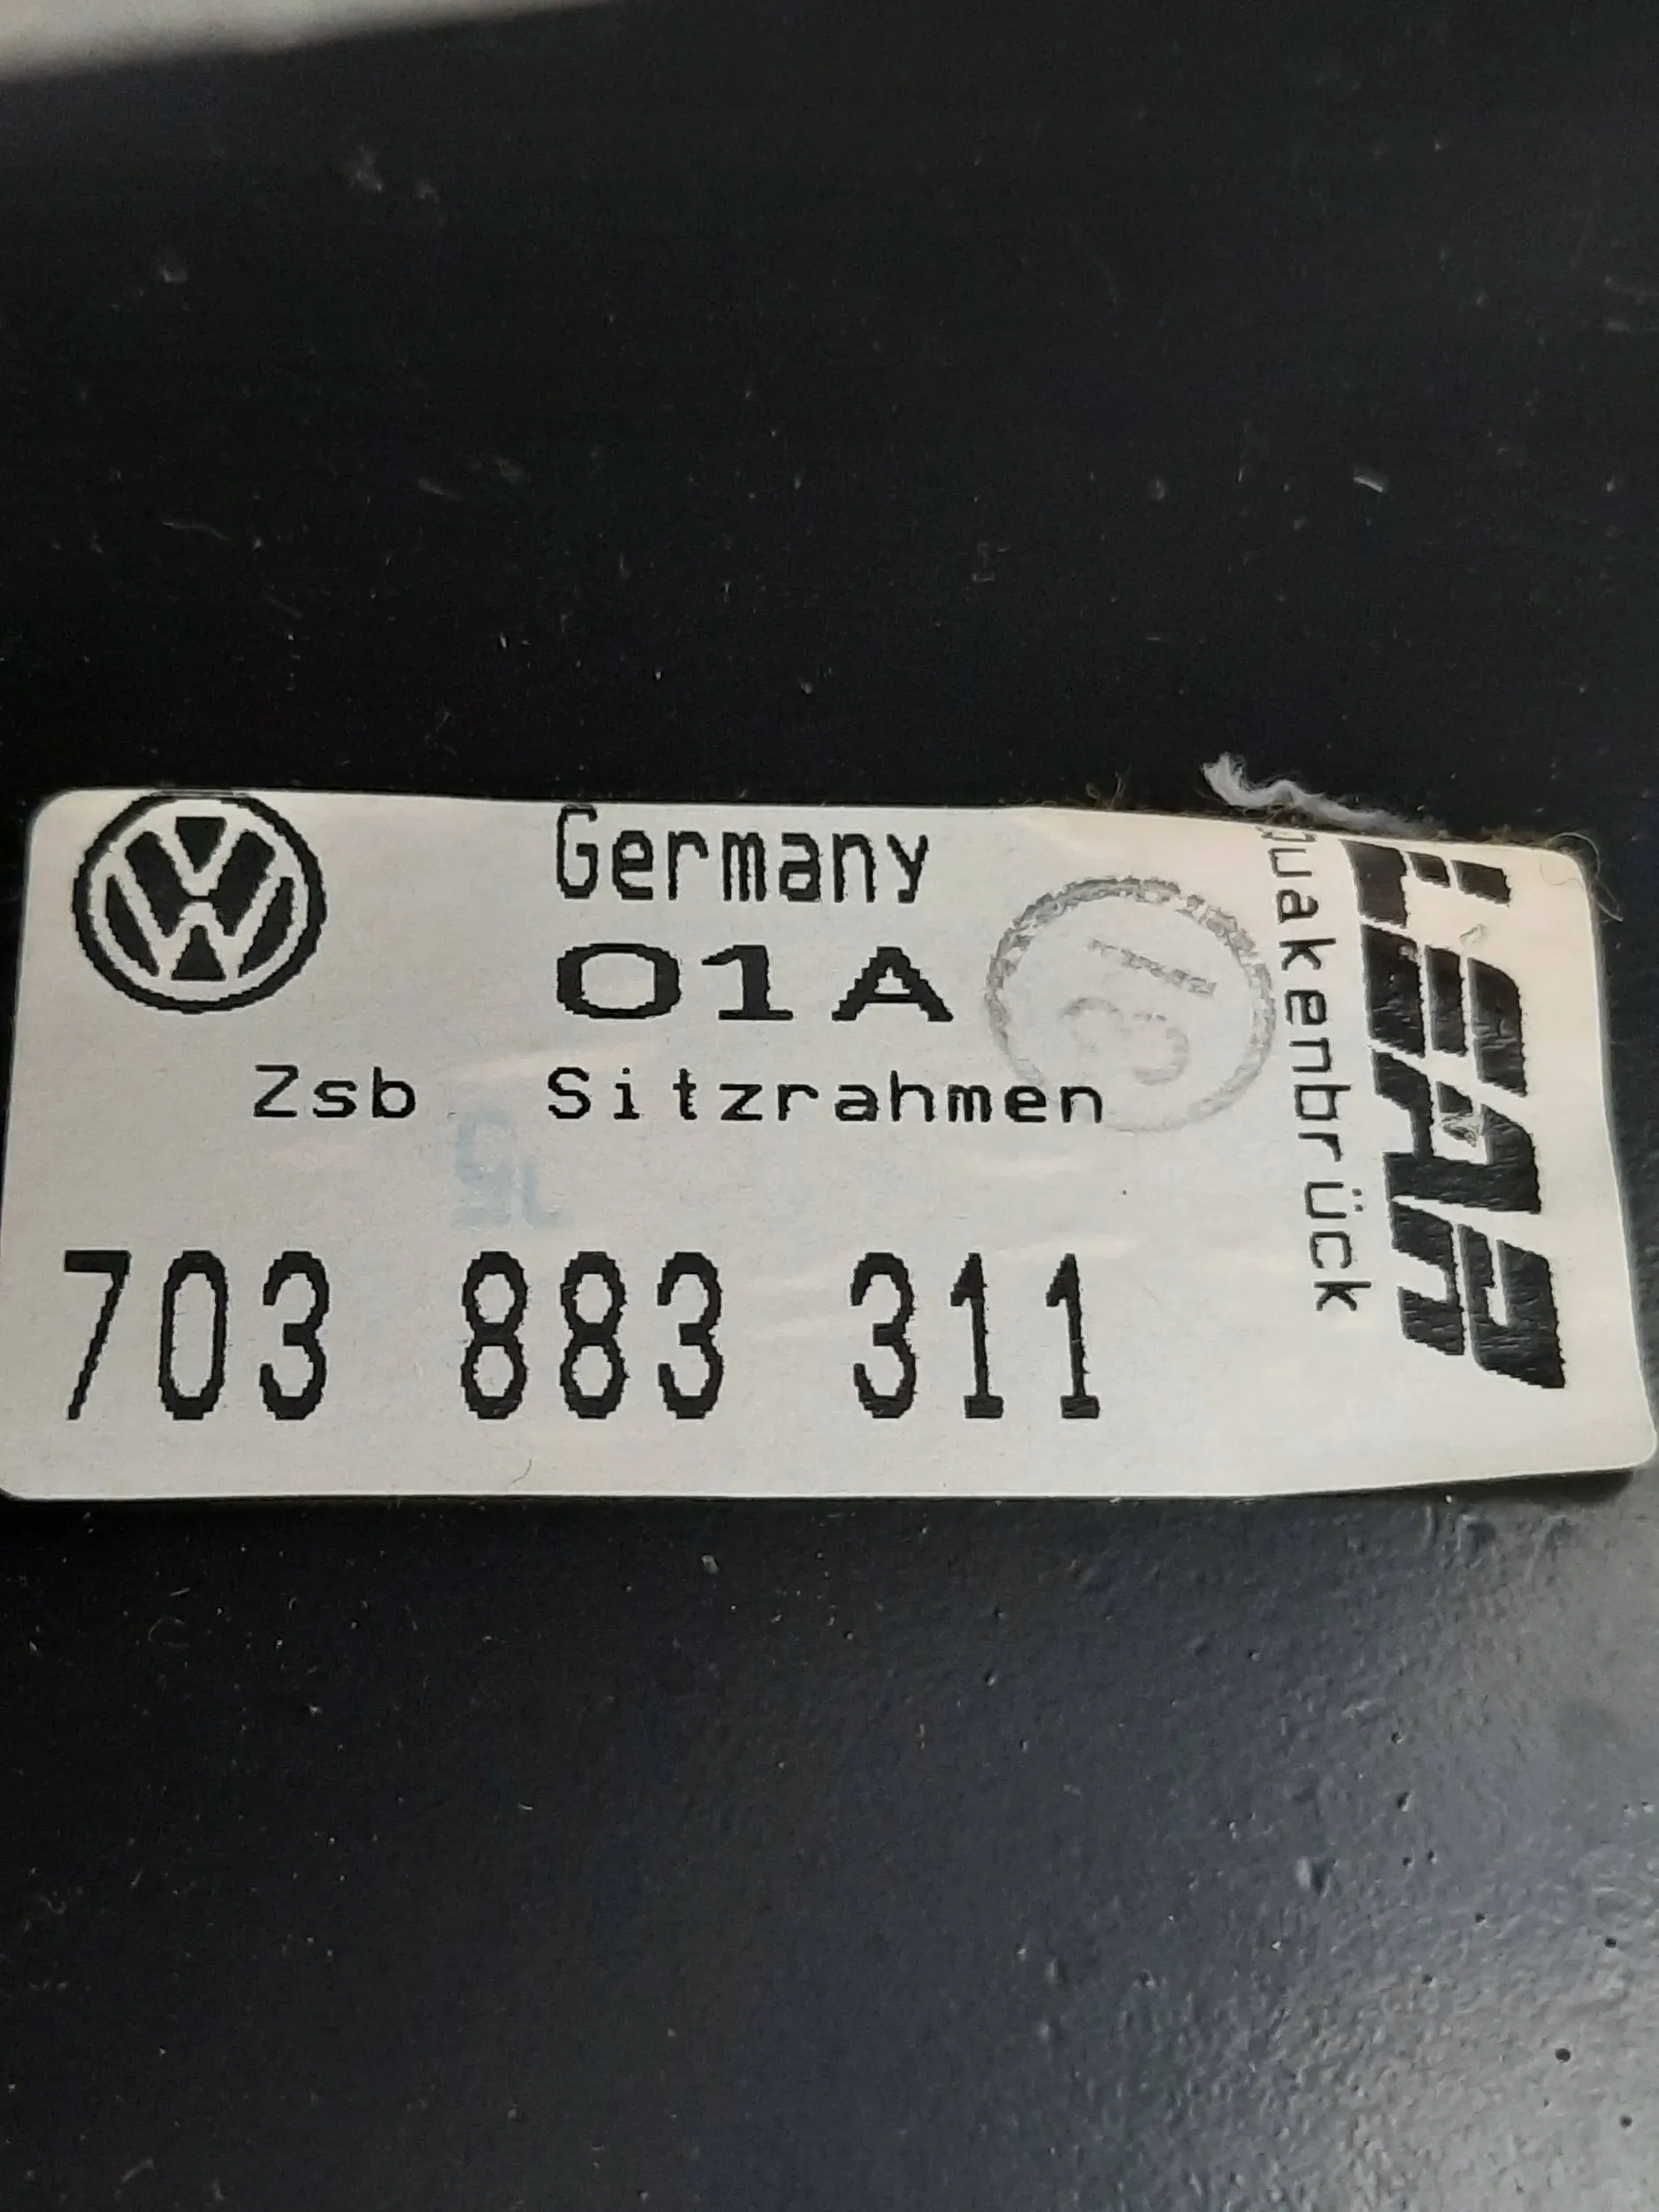 Germany
01A
Zsb Sitzrahmen
703 883 311
Quakenbrück
LEAR